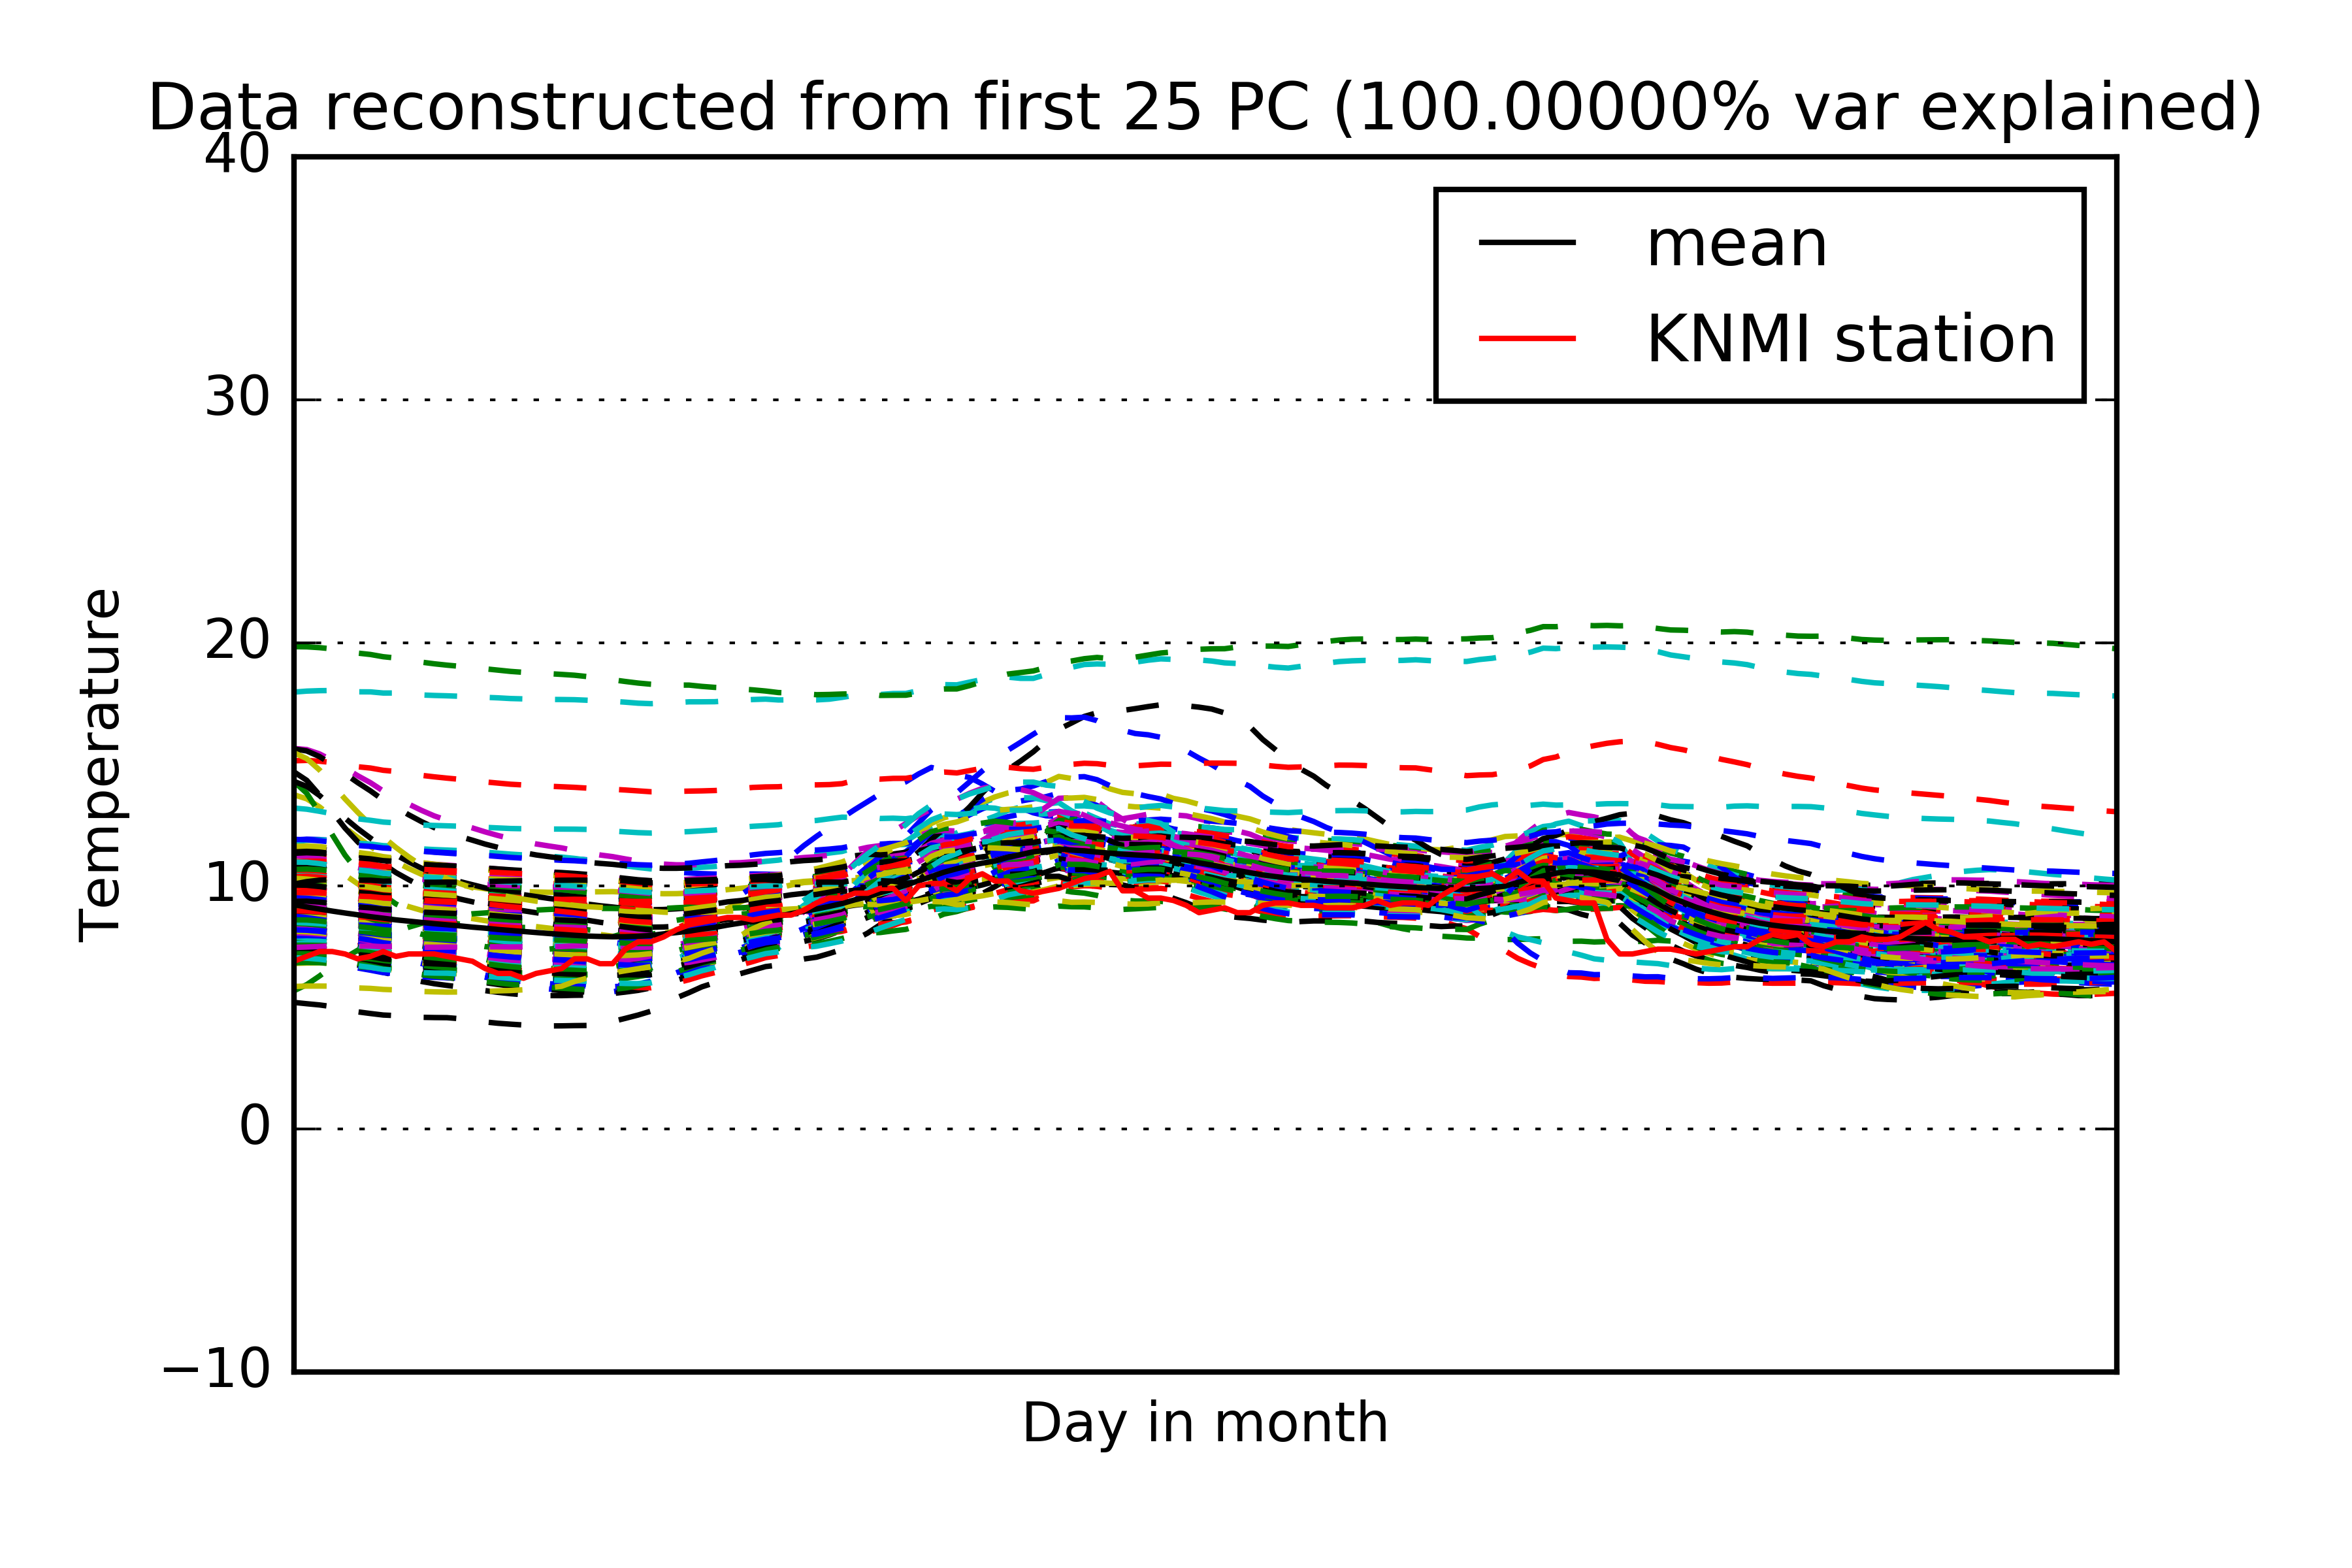 Data reconstructed from first 25 PC (100.00000% var explained)
40
30
20
10
0
−10
Temperature
Day in month
mean
KNMI station